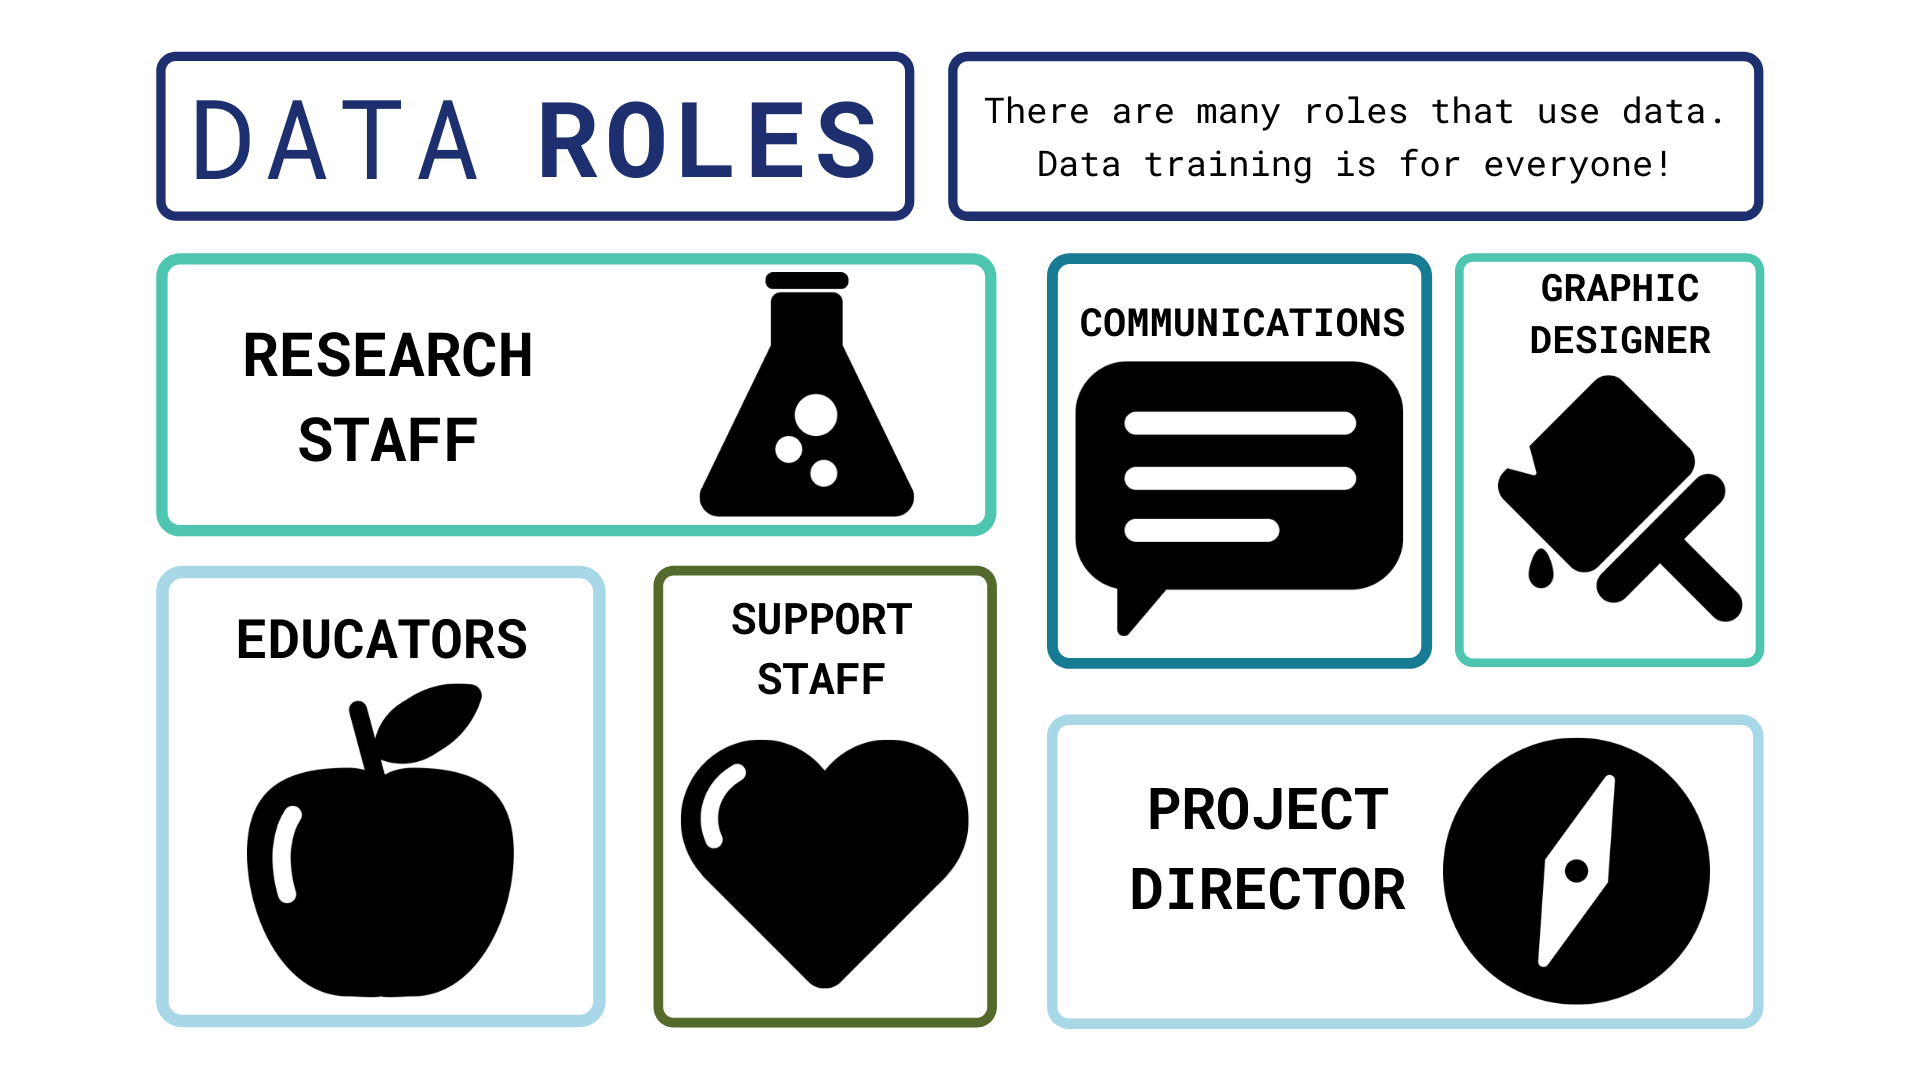 DATA ROLES
There are many roles that use data.
Data training is for everyone!
RESEARCH
STAFF
COMMUNICATIONS
GRAPHIC
DESIGNER
EDUCATORS
SUPPORT
STAFF
PROJECT
DIRECTOR